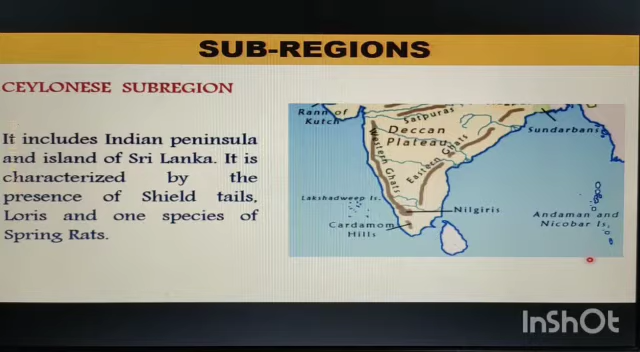 SUB-REGIONS
CEYLONESE SUBREGION
It includes Indian peninsula
and island of Sri Lanka. It is
characterized by the
presence of Shield tails,
Loris and one species of
Spring Rats.
Rann of
Kutch
Satpuras
Deccan
Plateau
Sundarbans
Western Ghats
Eastern Ghats
Lakshadweep Is.
Nilgiris
Cardamom
Hills
Andaman and
Nicobar Is.
InShOt